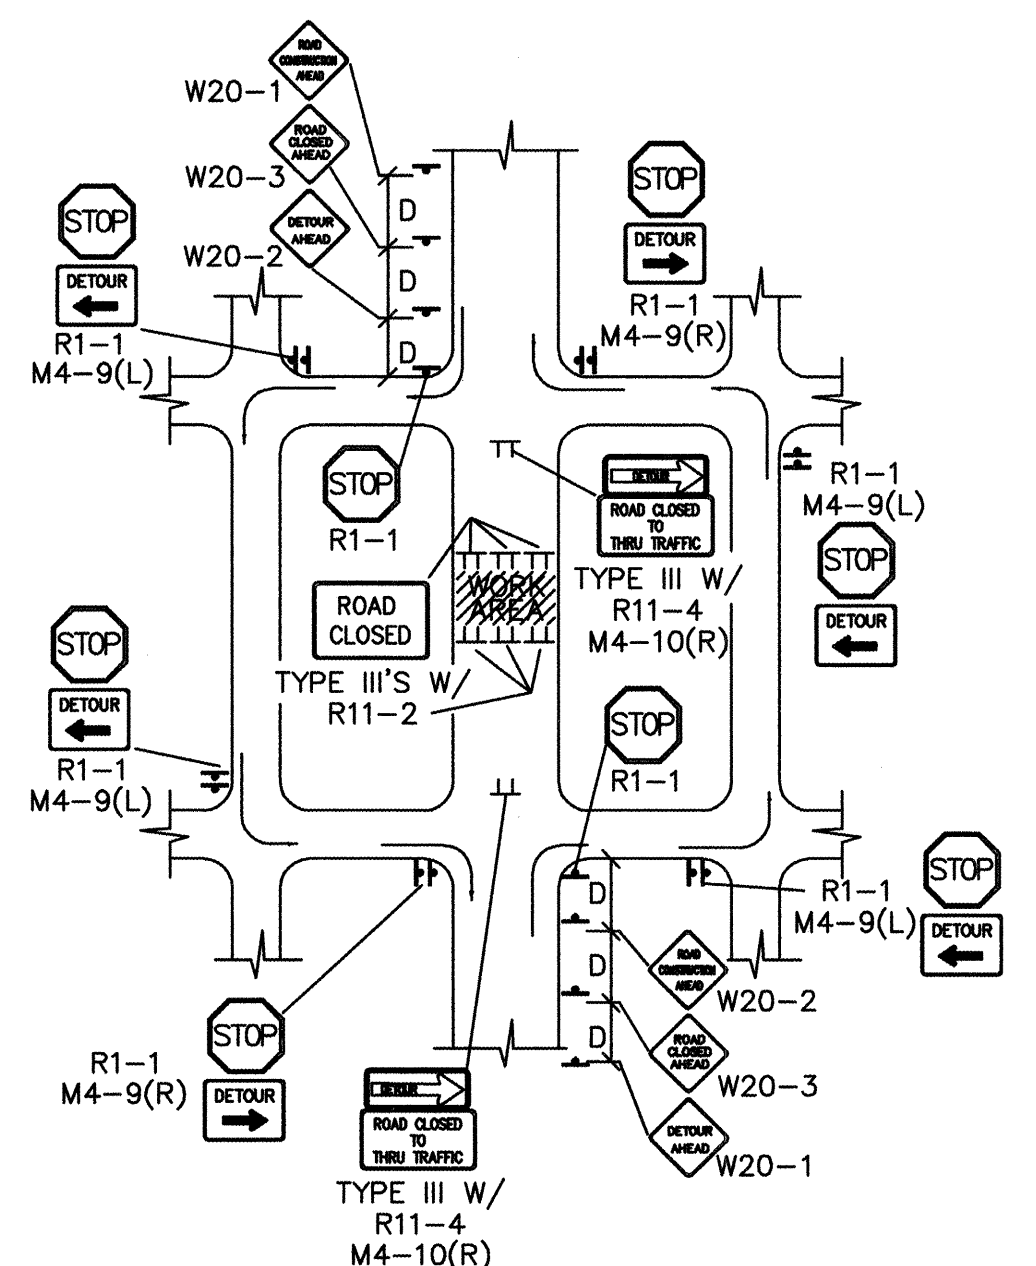 ROAD
CONSTRUCTION
AHEAD
W20-1
ROAD
CLOSED
AHEAD
W20-3
DETOUR
AHEAD
W20-2
D
D
D
STOP
DETOUR
R1-1
M4-9(L)
STOP
DETOUR
R1-1
M4-9(R)
STOP
R1-1
DETOUR
ROAD CLOSED
TO
THRU TRAFFIC
TYPE III W/
R11-4
M4-10(R)
R1-1
M4-9(L)
STOP
DETOUR
WORK
AREA
ROAD
CLOSED
TYPE III'S W/
R11-2
STOP
DETOUR
R1-1
M4-9(L)
STOP
R1-1
STOP
DETOUR
R1-1
M4-9(L)
D
D
D
ROAD
CONSTRUCTION
AHEAD
W20-2
ROAD
CLOSED
AHEAD
W20-3
DETOUR
AHEAD
W20-1
STOP
DETOUR
R1-1
M4-9(R)
DETOUR
ROAD CLOSED
TO
THRU TRAFFIC
TYPE III W/
R11-4
M4-10(R)